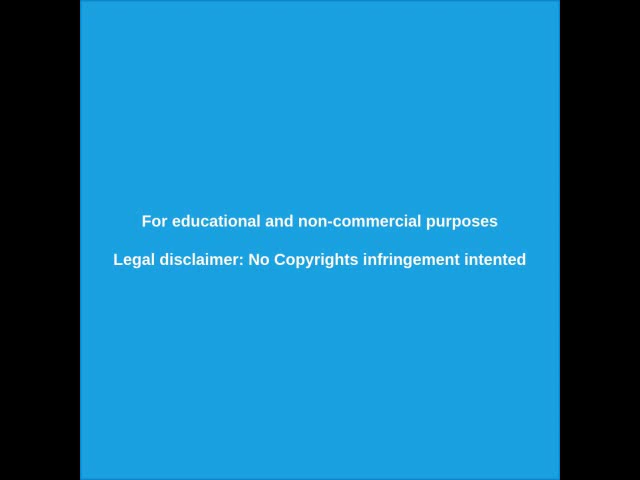 For educational and non-commercial purposes
Legal disclaimer: No Copyrights infringement intented